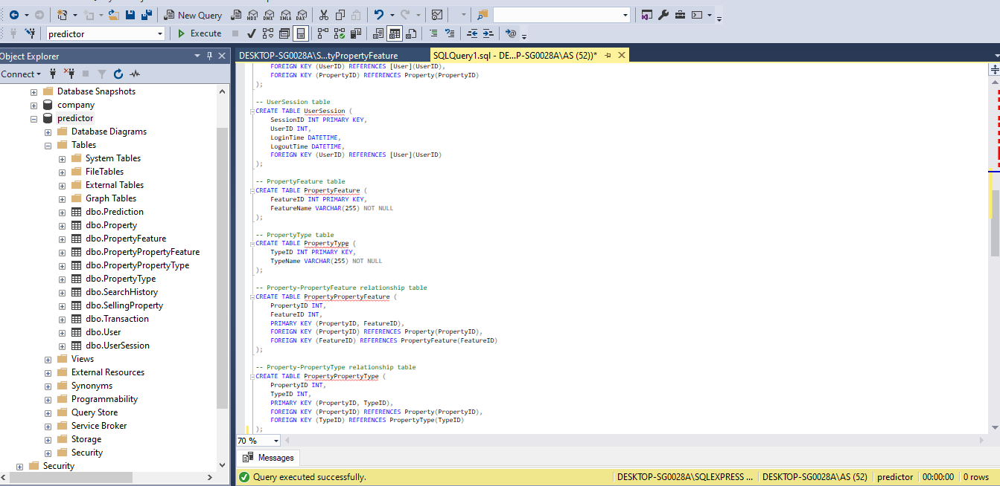 New Query
MDX
DMX
XMLA
DAX
predictor
Execute
Object Explorer
DESKTOP-SG0028A\S...tyPropertyFeature
SQLQuery1.sql - DE...P-SG0028A\AS (52))*
Connect
Database Snapshots
company
predictor
Database Diagrams
Tables
System Tables
FileTables
External Tables
Graph Tables
dbo.Prediction
dbo.Property
dbo.PropertyFeature
dbo.PropertyPropertyFeature
dbo.PropertyPropertyType
dbo.PropertyType
dbo.SearchHistory
dbo.SellingProperty
dbo.Transaction
dbo.User
dbo.UserSession
Views
External Resources
Synonyms
Programmability
Query Store
Service Broker
Storage
Security
Security
FOREIGN KEY (UserID) REFERENCES [User](UserID),
FOREIGN KEY (PropertyID) REFERENCES Property(PropertyID)
);
-- UserSession table
CREATE TABLE UserSession (
SessionID INT PRIMARY KEY,
UserID INT,
LoginTime DATETIME,
LogoutTime DATETIME,
FOREIGN KEY (UserID) REFERENCES [User](UserID)
);
-- PropertyFeature table
CREATE TABLE PropertyFeature (
FeatureID INT PRIMARY KEY,
FeatureName VARCHAR(255) NOT NULL
);
-- PropertyType table
CREATE TABLE PropertyType (
TypeID INT PRIMARY KEY,
TypeName VARCHAR(255) NOT NULL
);
-- Property-PropertyFeature relationship table
CREATE TABLE PropertyPropertyFeature (
PropertyID INT,
FeatureID INT,
PRIMARY KEY (PropertyID, FeatureID),
FOREIGN KEY (PropertyID) REFERENCES Property(PropertyID),
FOREIGN KEY (FeatureID) REFERENCES PropertyFeature(FeatureID)
);
-- Property-PropertyType relationship table
CREATE TABLE PropertyPropertyType (
PropertyID INT,
TypeID INT,
PRIMARY KEY (PropertyID, TypeID),
FOREIGN KEY (PropertyID) REFERENCES Property(PropertyID),
FOREIGN KEY (TypeID) REFERENCES PropertyType(TypeID)
);
70 %
Messages
Query executed successfully.
DESKTOP-SG0028A\SQLEXPRESS ...
DESKTOP-SG0028A\AS (52)
predictor
00:00:00
0 rows